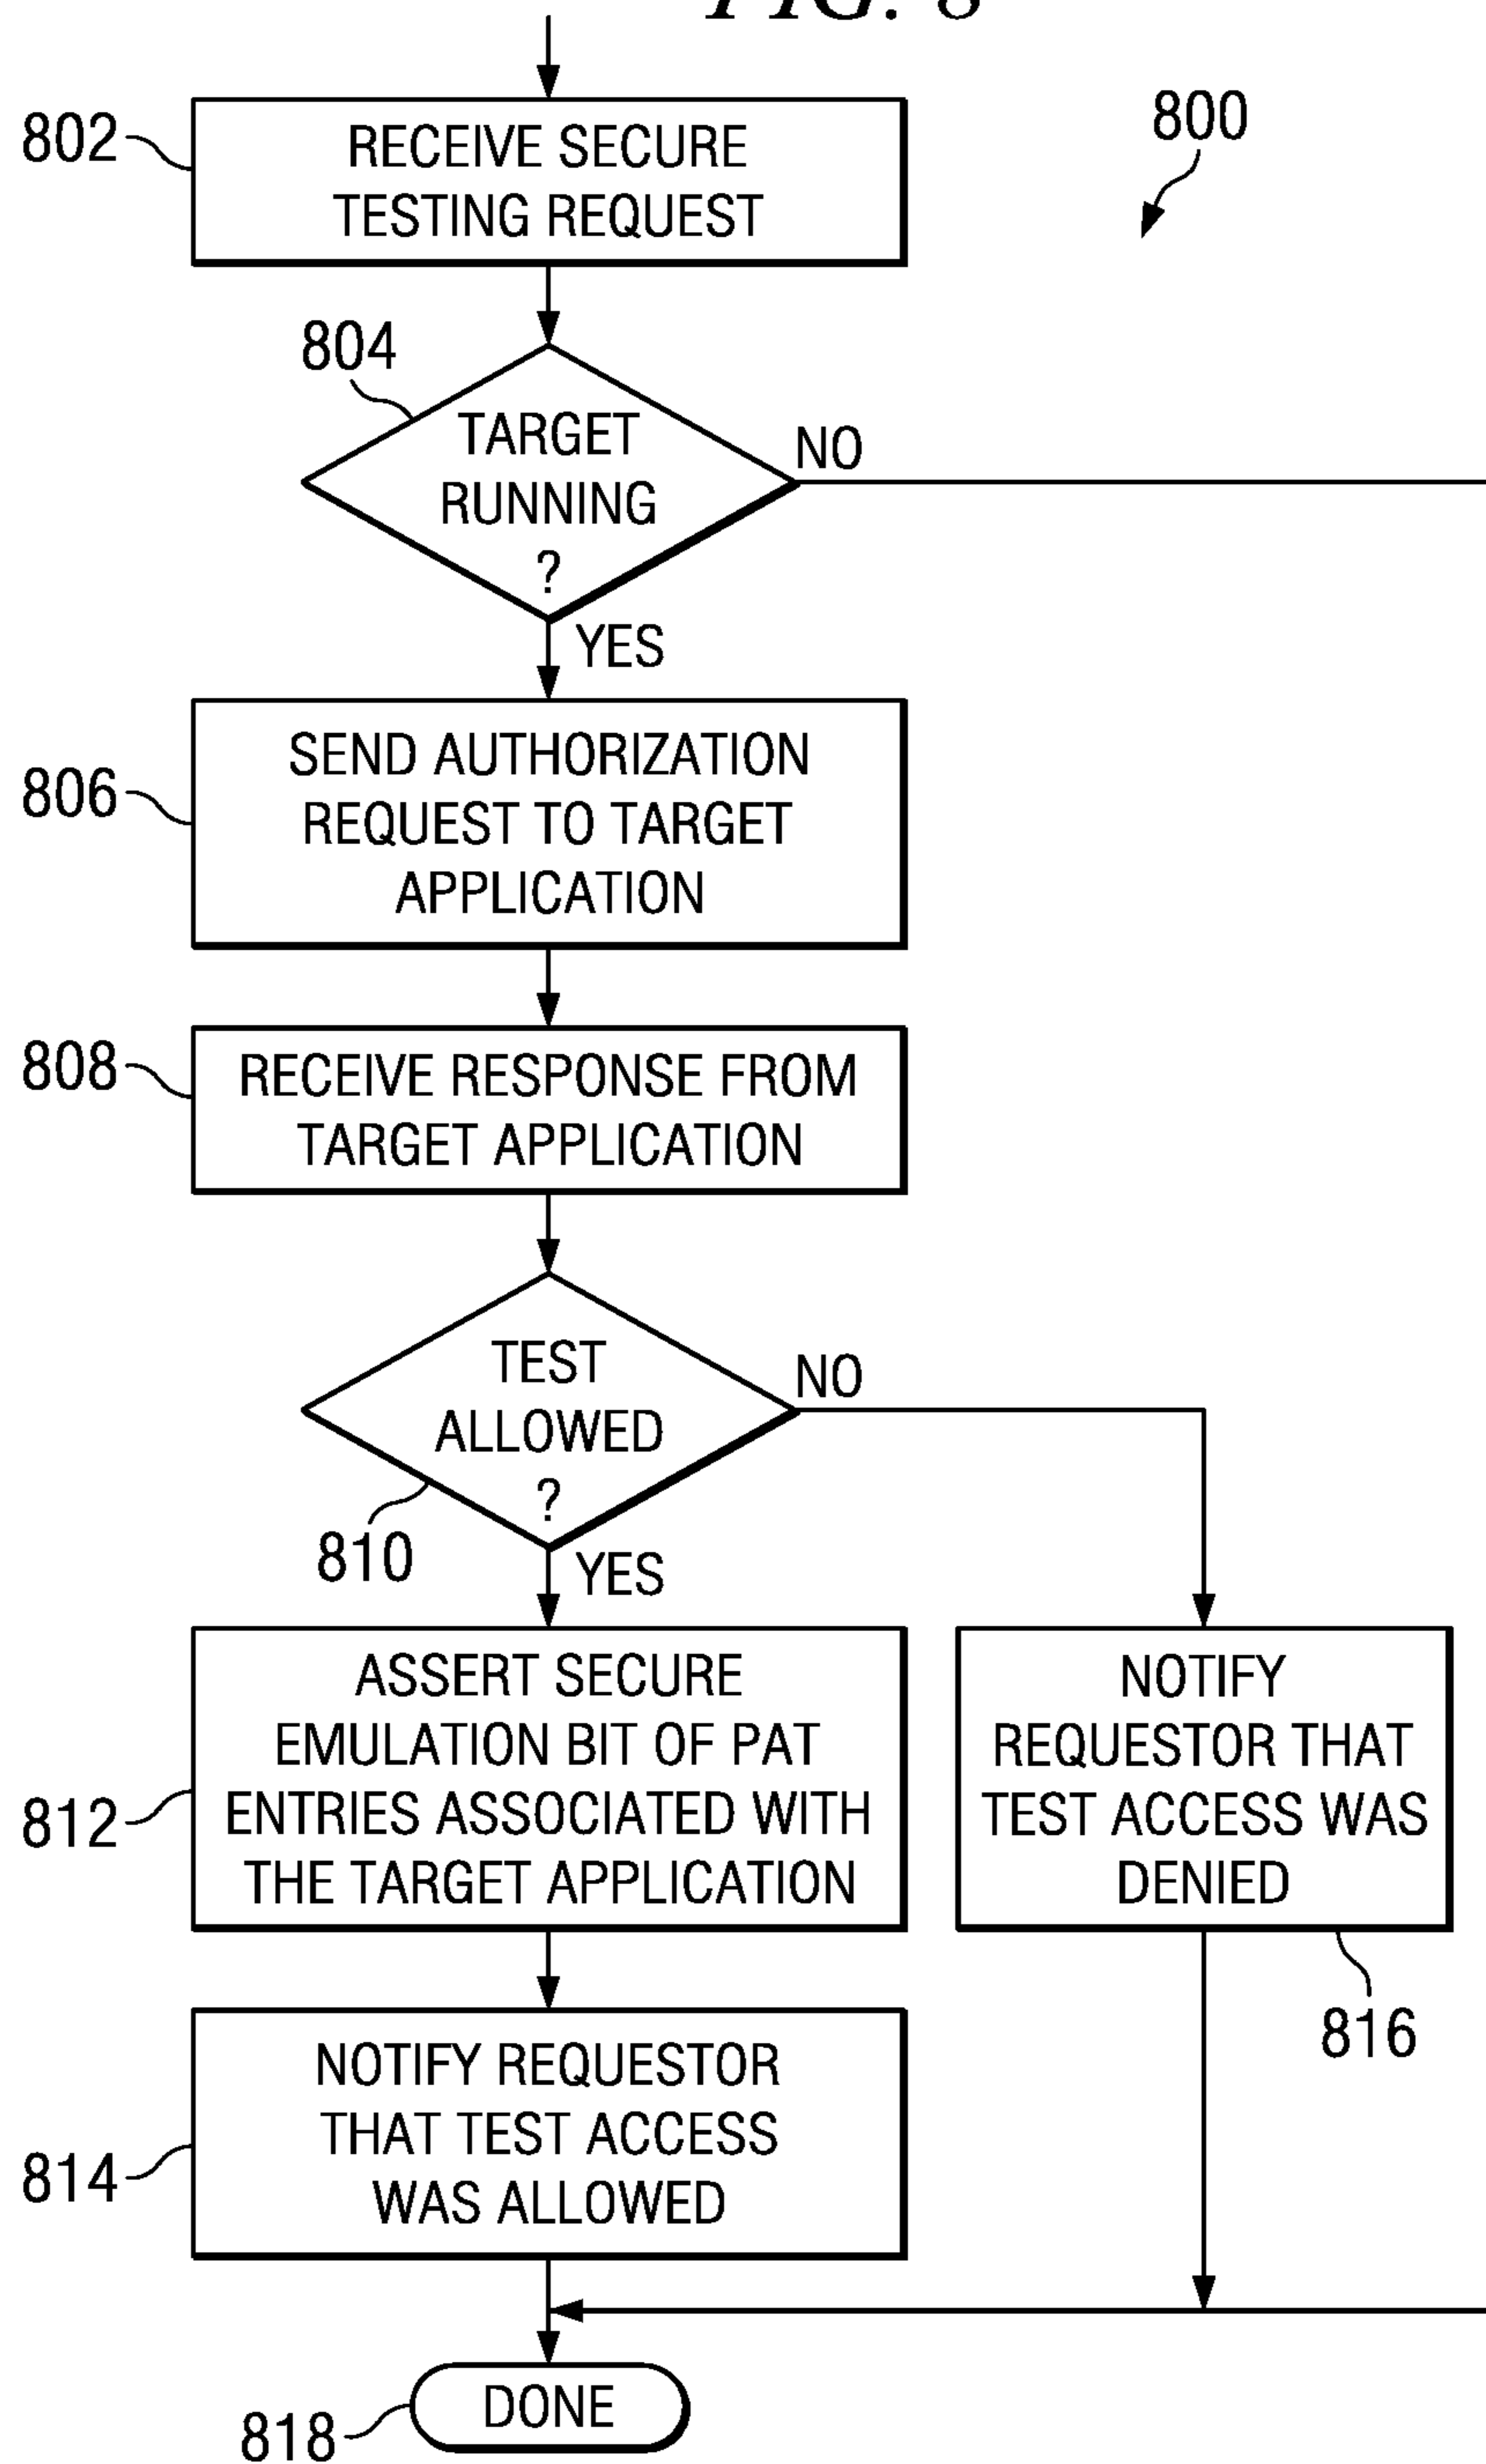 FIG. 8
800
802
RECEIVE SECURE
TESTING REQUEST
804
TARGET
RUNNING
?
NO
YES
806
SEND AUTHORIZATION
REQUEST TO TARGET
APPLICATION
808
RECEIVE RESPONSE FROM
TARGET APPLICATION
TEST
ALLOWED
?
NO
810
YES
812
ASSERT SECURE
EMULATION BIT OF PAT
ENTRIES ASSOCIATED WITH
THE TARGET APPLICATION
NOTIFY
REQUESTOR THAT
TEST ACCESS WAS
DENIED
816
814
NOTIFY REQUESTOR
THAT TEST ACCESS
WAS ALLOWED
DONE
818